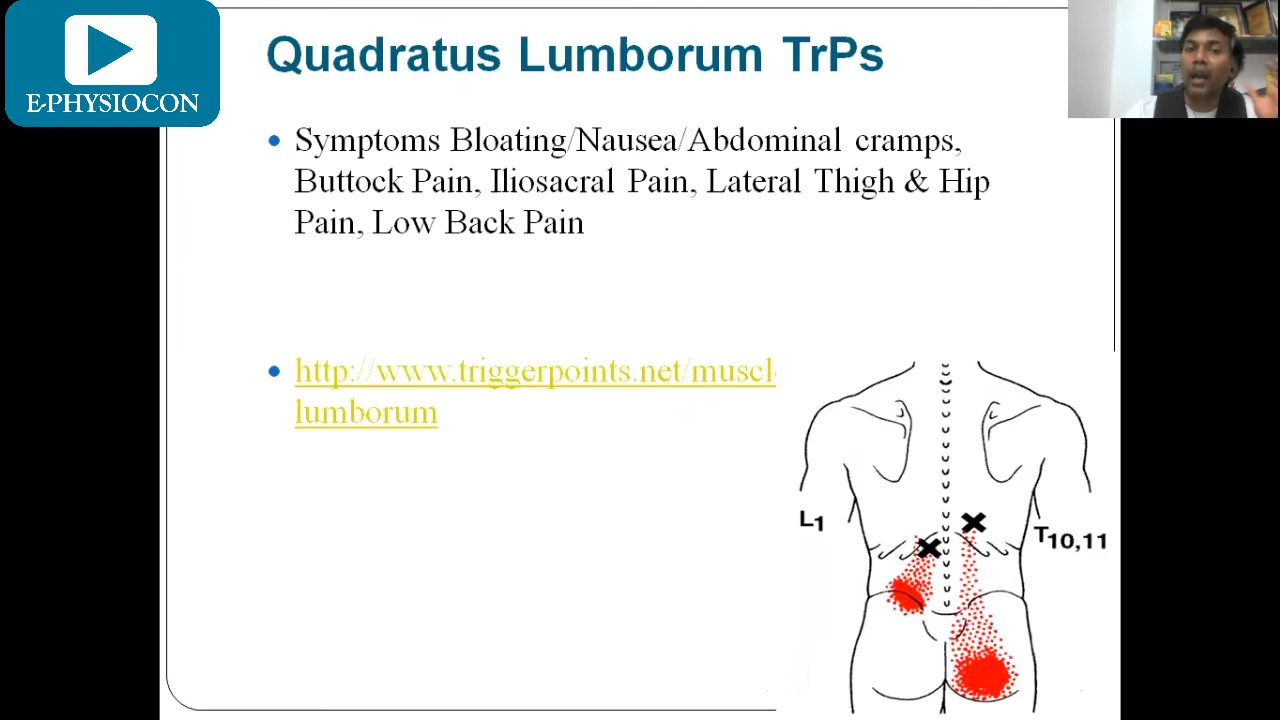 E-PHYSIOCON
Quadratus Lumborum TrPs
Symptoms Bloating/Nausea/Abdominal cramps,
Buttock Pain, Iliosacral Pain, Lateral Thigh & Hip
Pain, Low Back Pain
http://www.triggerpoints.net/muscl
lumborum
L1
T10,11